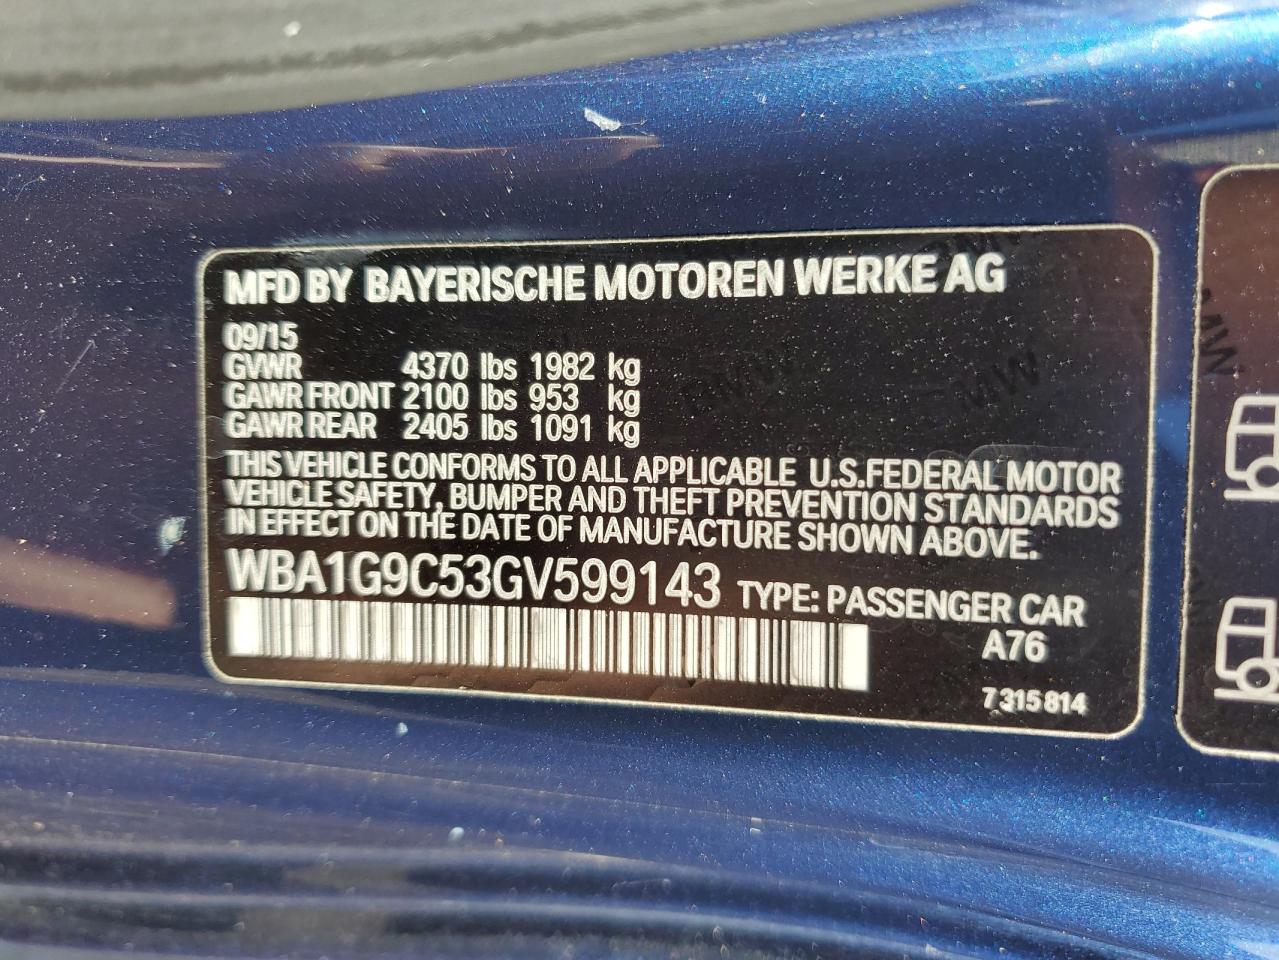 MFD BY BAYERISCHE MOTOREN WERKE AG
09/15
GVWR 4370 lbs 1982 kg
GAWR FRONT 2100 lbs 953 kg
GAWR REAR 2405 lbs 1091 kg
THIS VEHICLE CONFORMS TO ALL APPLICABLE U.S.FEDERAL MOTOR
VEHICLE SAFETY, BUMPER AND THEFT PREVENTION STANDARDS
IN EFFECT ON THE DATE OF MANUFACTURE SHOWN ABOVE.
WBA1G9C53GV599143 TYPE: PASSENGER CAR
A76
7 315 814